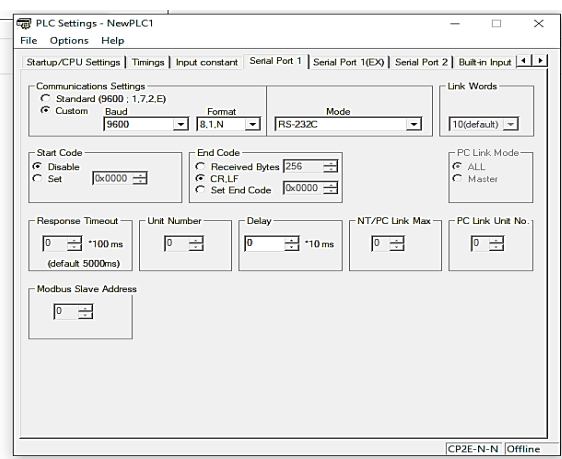 PLC Settings - NewPLC1
File Options Help
Startup/CPU Settings Timings Input constant Serial Port 1 Serial Port 1(EX) Serial Port 2 Built-in Input
Communications Settings
Standard (9600 ; 1,7,2,E)
Custom
Baud
9600
Format
8,1,N
Mode
RS-232C
Link Words
10(default)
Start Code
Disable
Set 0x0000
End Code
Received Bytes 256
CR,LF
Set End Code 0x0000
PC Link Mode
ALL
Master
Response Timeout
0 *100 ms
(default 5000ms)
Unit Number
0
Delay
0 *10 ms
NT/PC Link Max
0
PC Link Unit No.
0
Modbus Slave Address
0
CP2E-N-N Offline